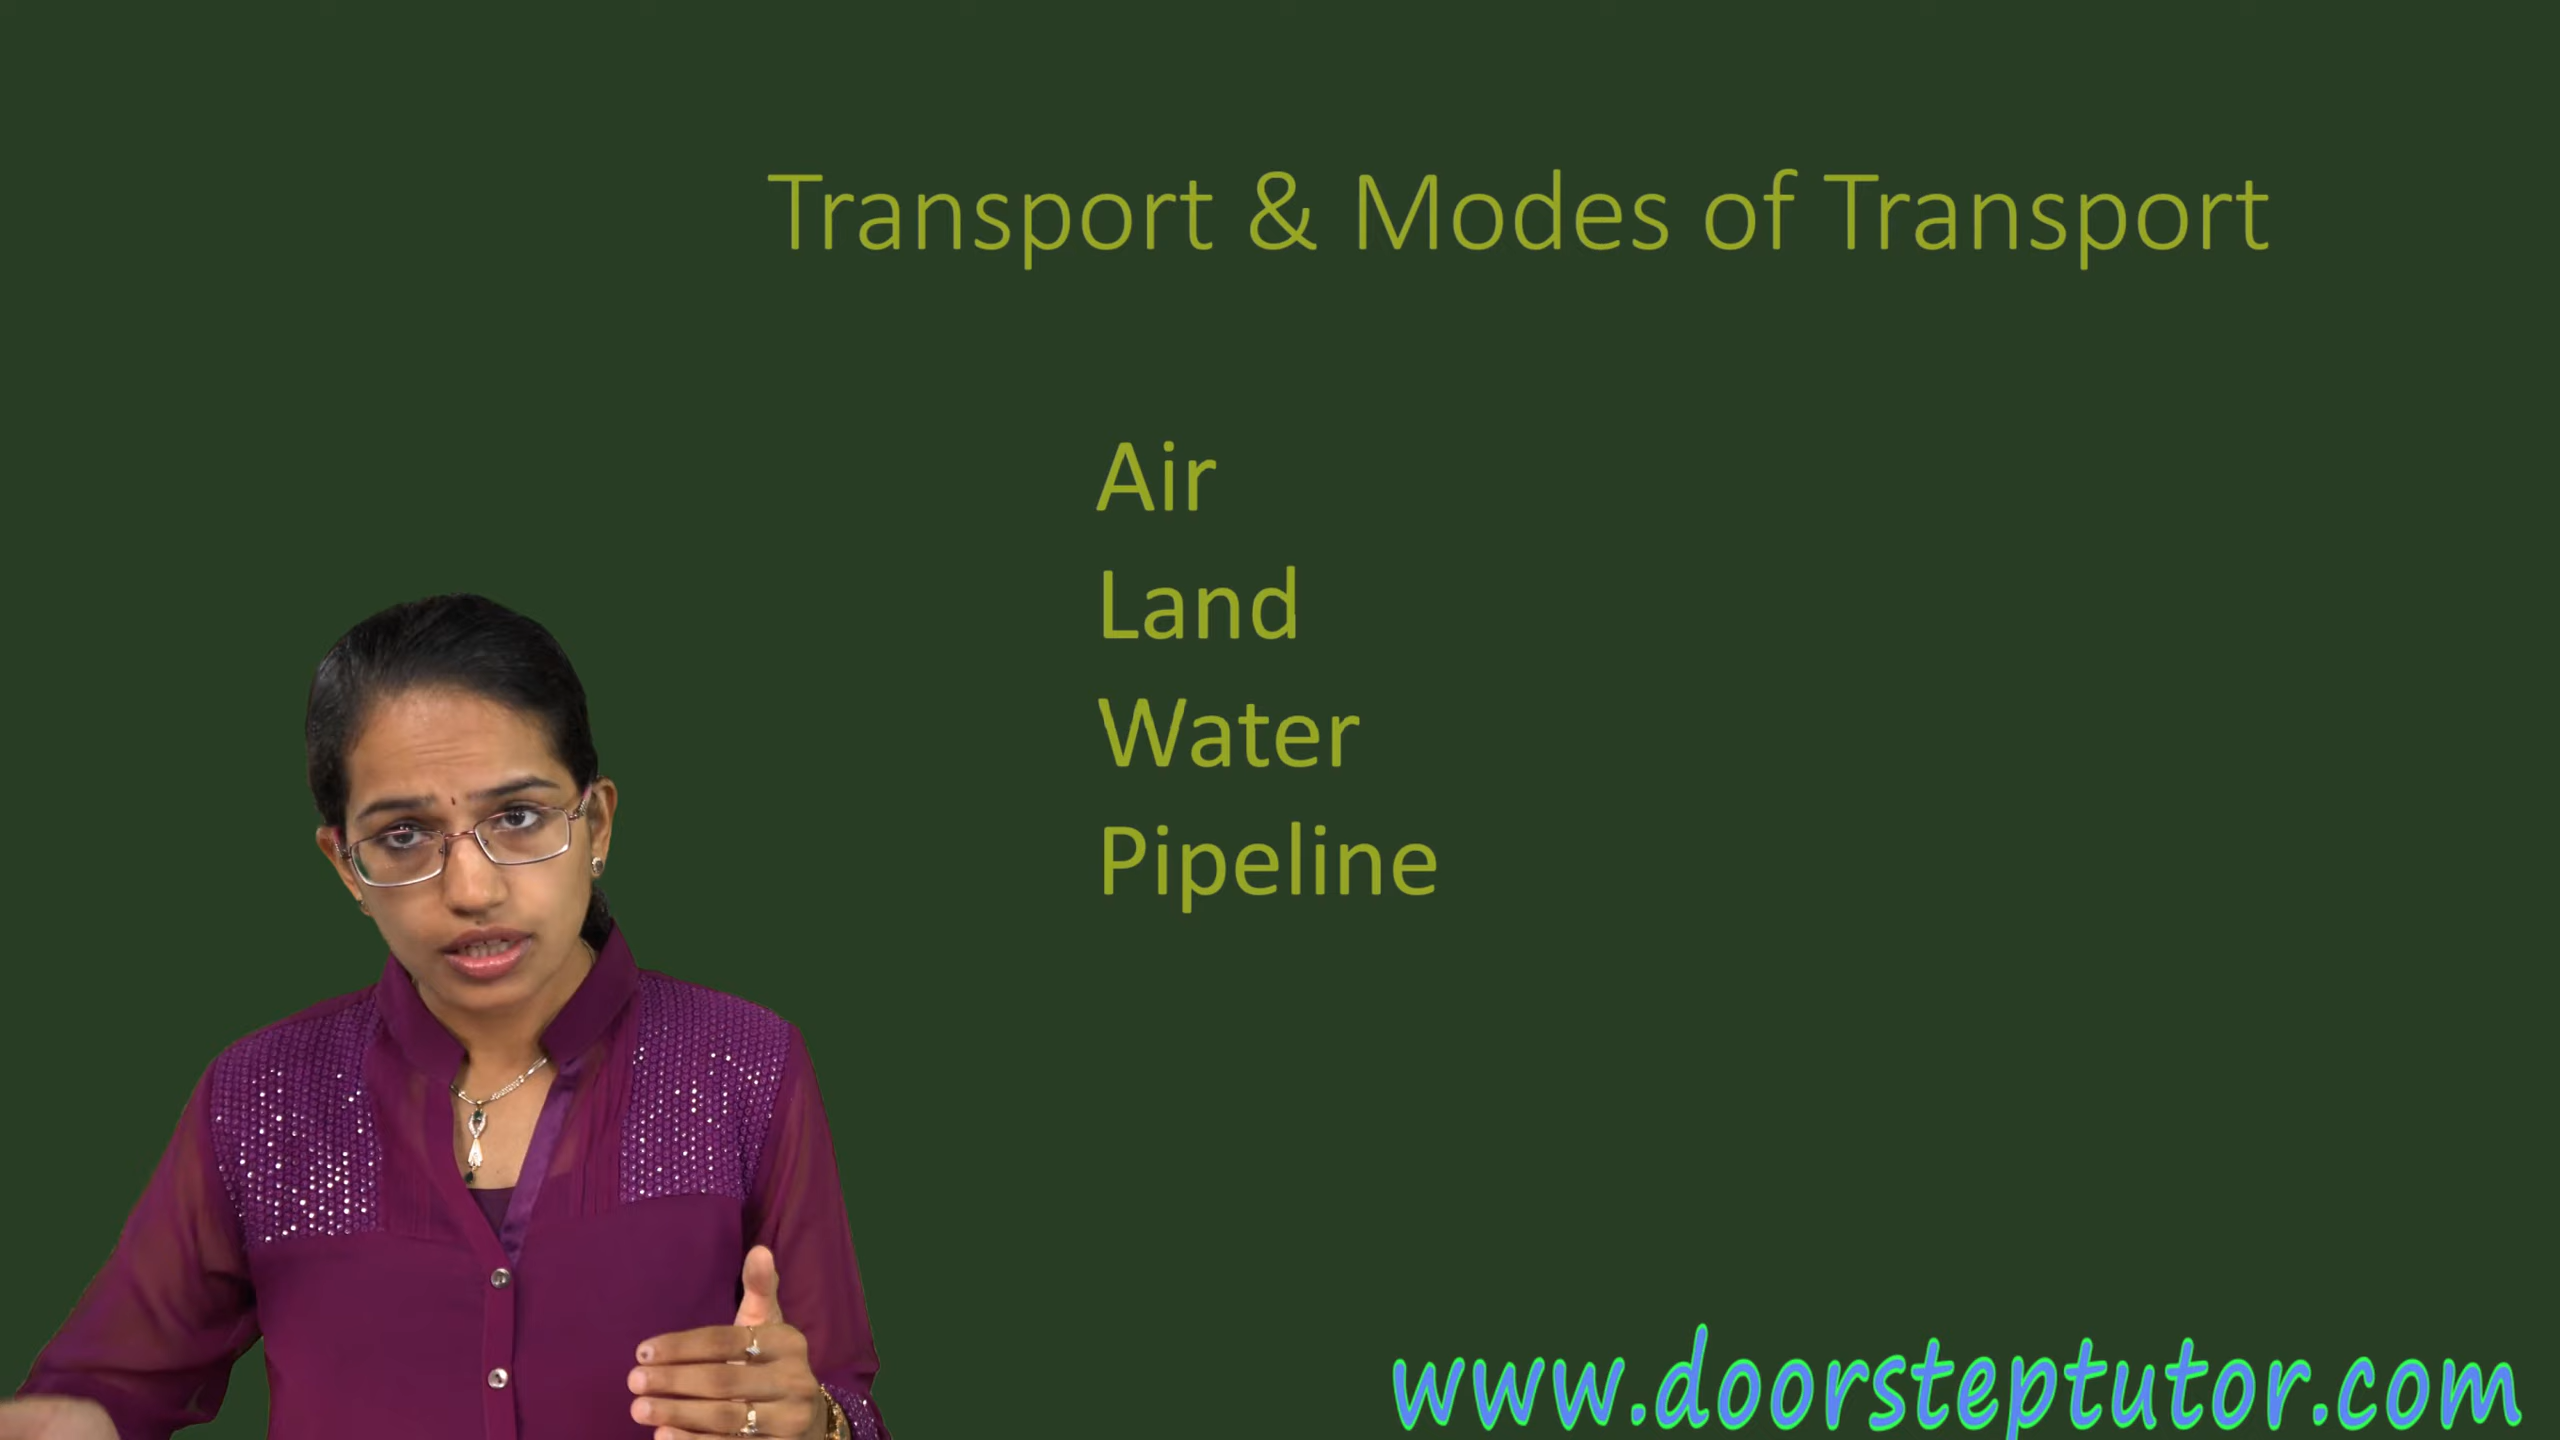 Transport & Modes of Transport
Air
Land
Water
Pipeline
www.doorsteptutor.com